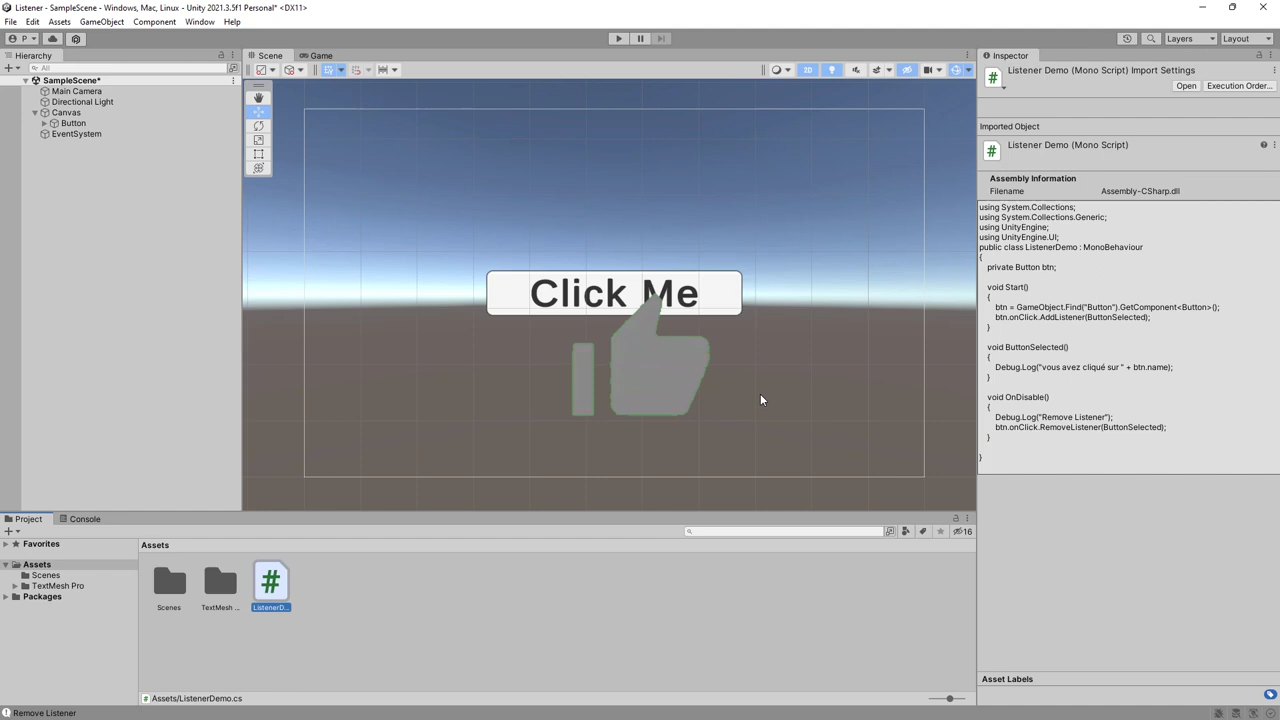 Listener - SampleScene - Windows, Mac, Linux - Unity 2021.3.5f1 Personal* <DX11>
File Edit Assets GameObject Component Window Help
P Layers Layout
Hierarchy
All
SampleScene*
Main Camera
Directional Light
Canvas
Button
EventSystem
Scene Game
2D
Click Me
Inspector
Listener Demo (Mono Script) Import Settings
Open Execution Order...
Imported Object
Listener Demo (Mono Script)
Assembly Information
Filename Assembly-CSharp.dll
using System.Collections;
using System.Collections.Generic;
using UnityEngine;
using UnityEngine.UI;
public class ListenerDemo : MonoBehaviour
{
private Button btn;
void Start()
{
btn = GameObject.Find("Button").GetComponent<Button>();
btn.onClick.AddListener(ButtonSelected);
}
void ButtonSelected()
{
Debug.Log("vous avez cliqué sur " + btn.name);
}
void OnDisable()
{
Debug.Log("Remove Listener");
btn.onClick.RemoveListener(ButtonSelected);
}
}
Asset Labels
Project Console
16
Favorites
Assets
Scenes
TextMesh Pro
Packages
Assets
Scenes TextMesh ... ListenerD...
Assets/ListenerDemo.cs
Remove Listener